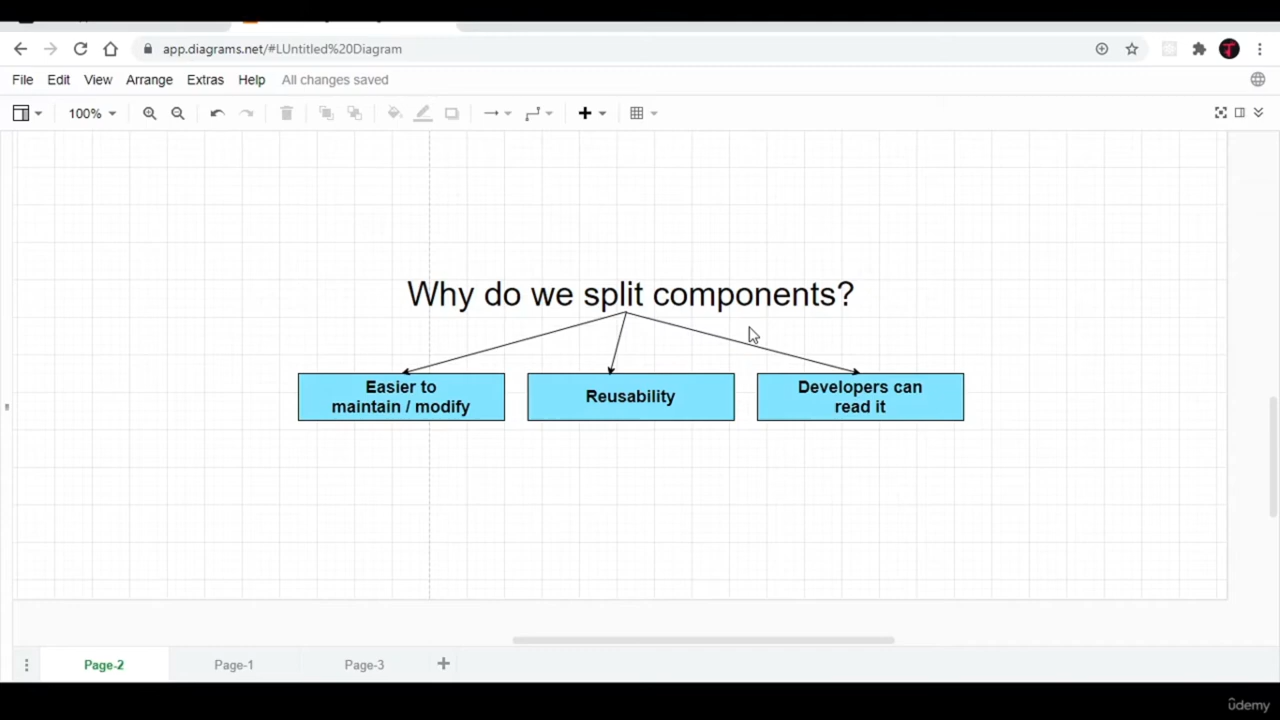 app.diagrams.net/#LUntitled%20Diagram
File Edit View Arrange Extras Help All changes saved
100%
Why do we split components?
Easier to
maintain / modify
Reusability
Developers can
read it
Page-2 Page-1 Page-3
ûdemy